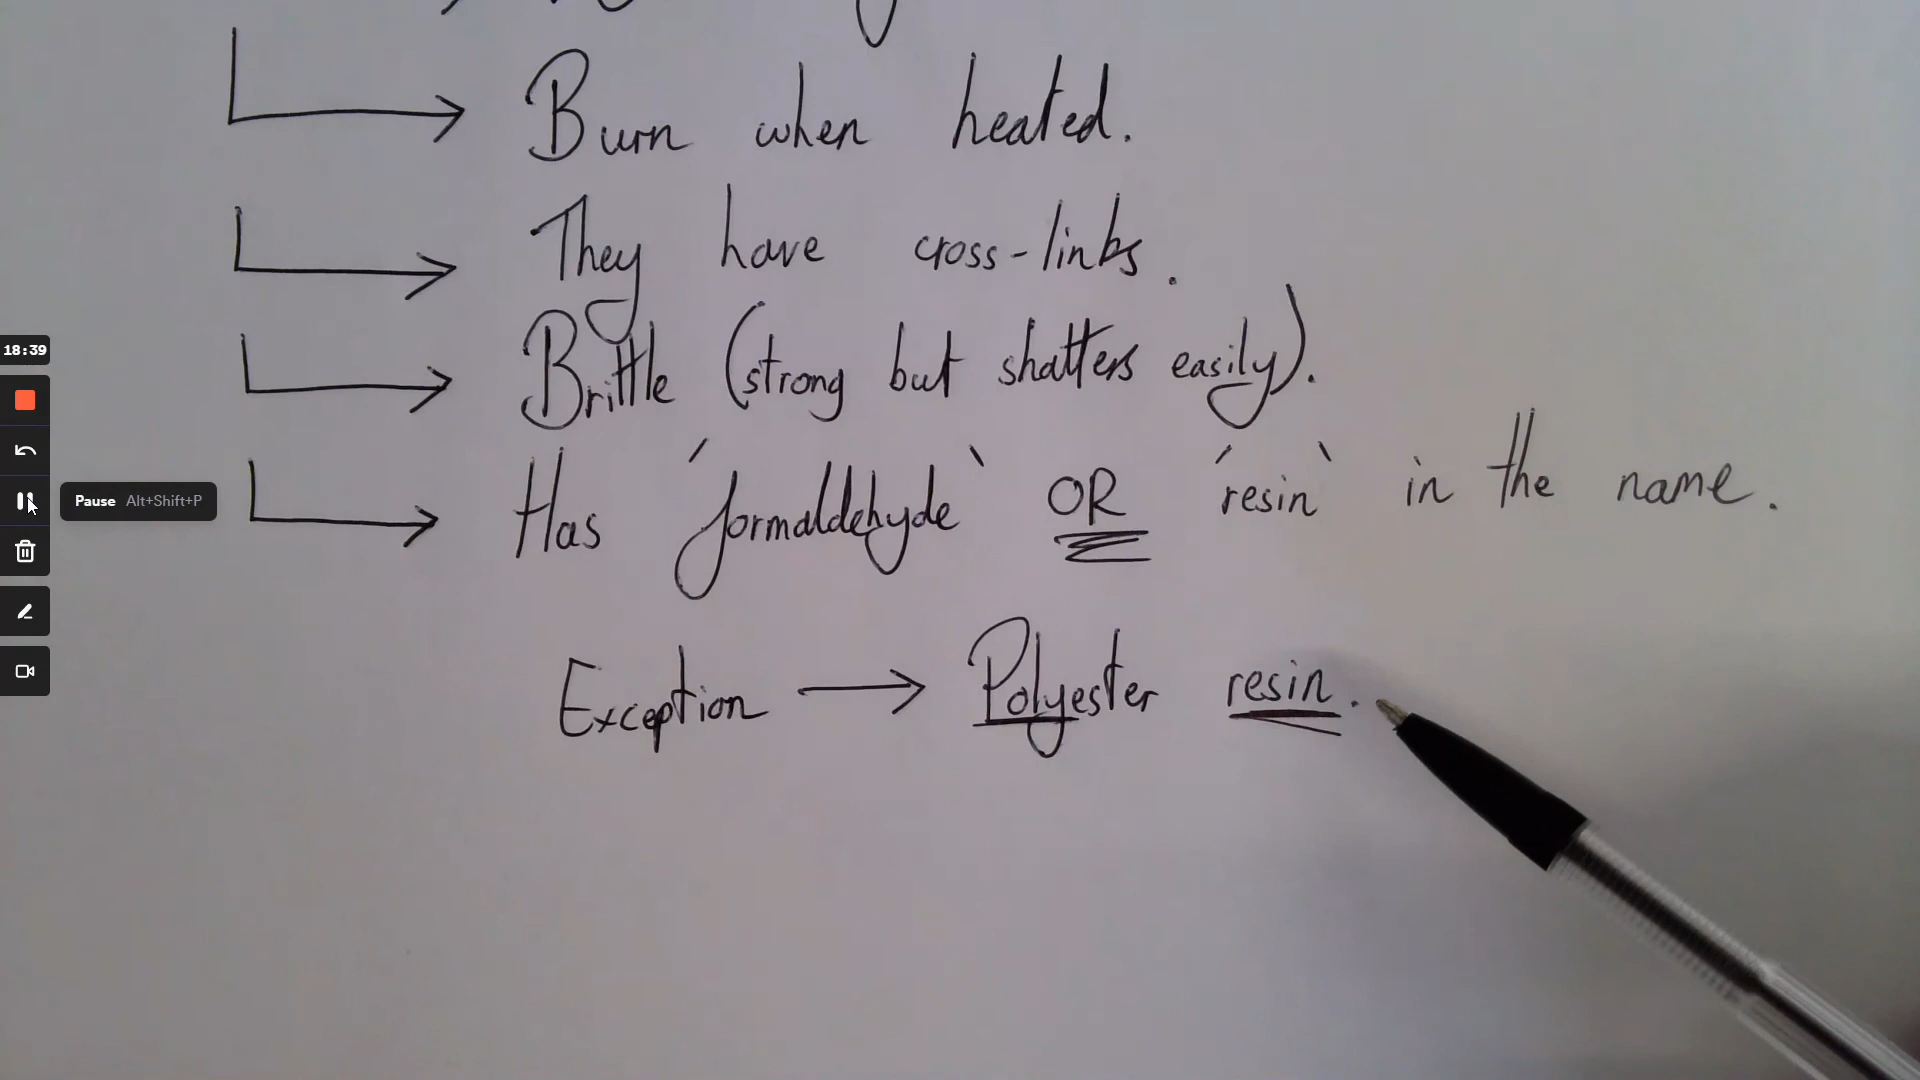 Burn when heated.
They have cross-links.
Brittle (strong but shatters easily).
18:39
Has 'formaldehyde' OR 'resin' in the name.
Pause Alt+Shift+P
Exception → Polyester resin.